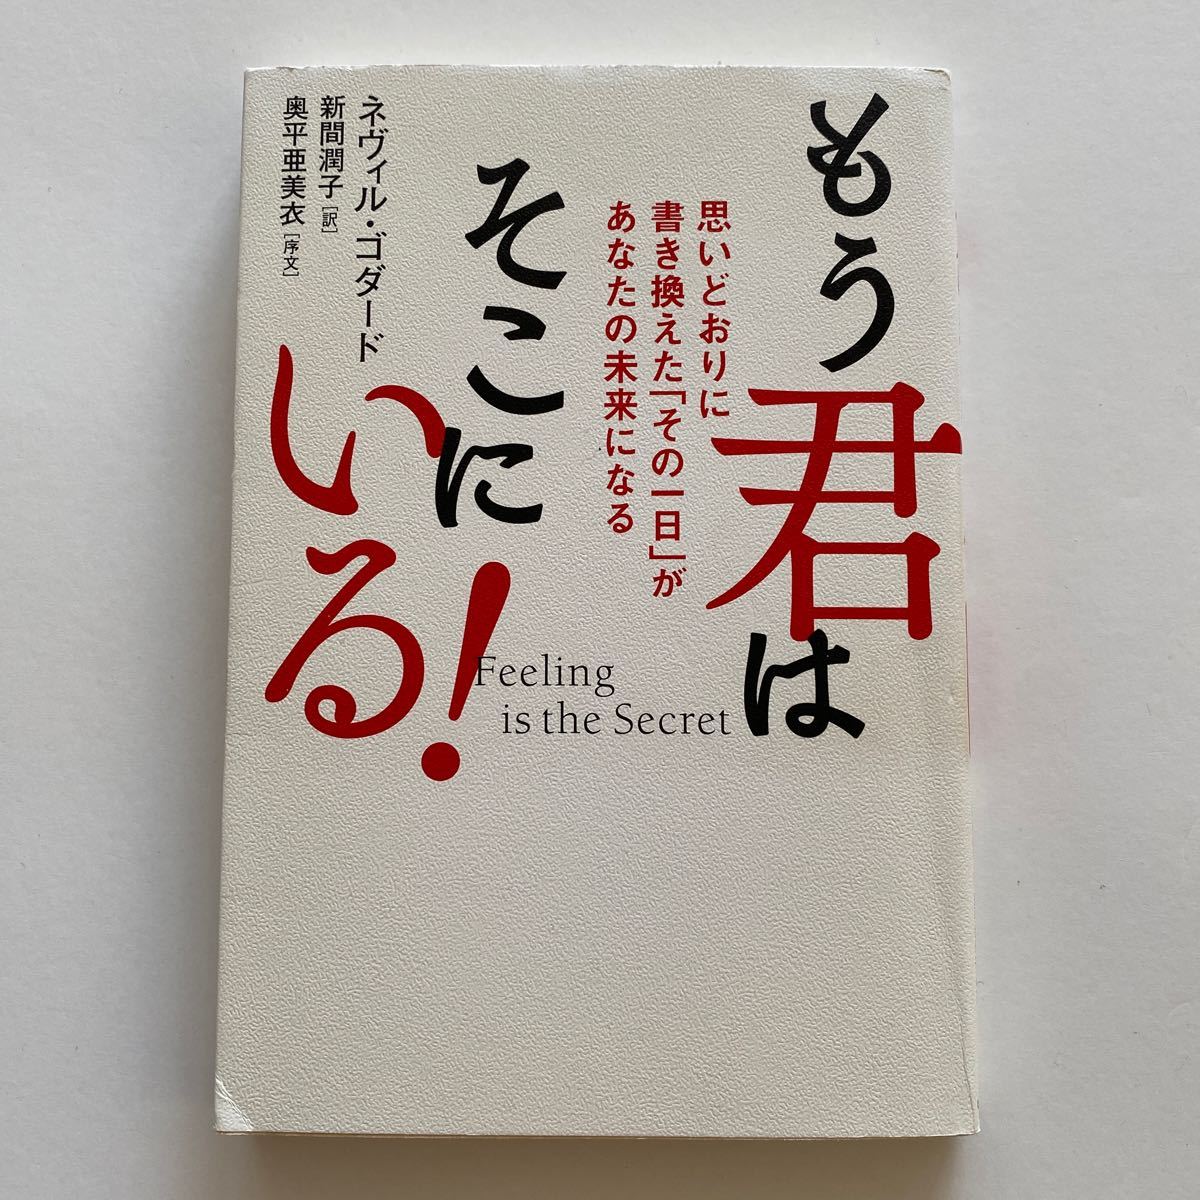 もう君は
思いどおりに
書き換えた「その一日」が
あなたの未来になる
そこに
いる!
Feeling
is the Secret
ネヴィル・ゴダード
新間潤子[訳]
奥平亜美衣[序文]